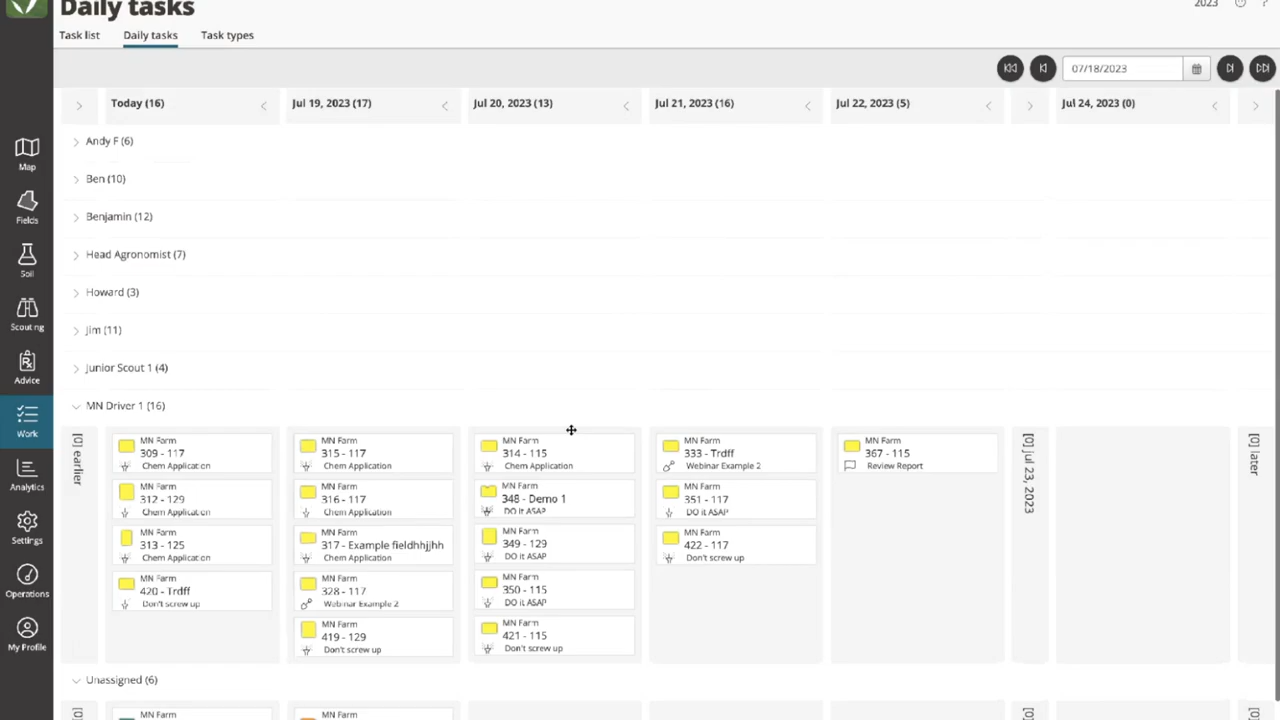 Daily tasks
2023
Task list
Daily tasks
Task types
07/18/2023
Today (16)
Jul 19, 2023 (17)
Jul 20, 2023 (13)
Jul 21, 2023 (16)
Jul 22, 2023 (5)
Jul 24, 2023 (0)
Andy F (6)
Ben (10)
Benjamin (12)
Head Agronomist (7)
Howard (3)
Jim (11)
Junior Scout 1 (4)
MN Driver 1 (16)
[0] earlier
MN Farm
309 - 117
Chem Application
MN Farm
312 - 129
Chem Application
MN Farm
313 - 125
Chem Application
MN Farm
420 - Trdff
Don't screw up
MN Farm
315 - 117
Chem Application
MN Farm
316 - 117
Chem Application
MN Farm
317 - Example fieldhhjjhh
Chem Application
MN Farm
328 - 117
Webinar Example 2
MN Farm
419 - 129
Don't screw up
MN Farm
314 - 115
Chem Application
MN Farm
348 - Demo 1
DO it ASAP
MN Farm
349 - 129
DO it ASAP
MN Farm
350 - 115
DO it ASAP
MN Farm
421 - 115
Don't screw up
MN Farm
333 - Trdff
Webinar Example 2
MN Farm
351 - 117
DO it ASAP
MN Farm
422 - 117
Don't screw up
MN Farm
367 - 115
Review Report
[0] Jul 23, 2023
[0] later
Unassigned (6)
[0]
MN Farm
MN Farm
[0]
[0]
Map
Fields
Soil
Scouting
Advice
Work
Analytics
Settings
Operations
My Profile